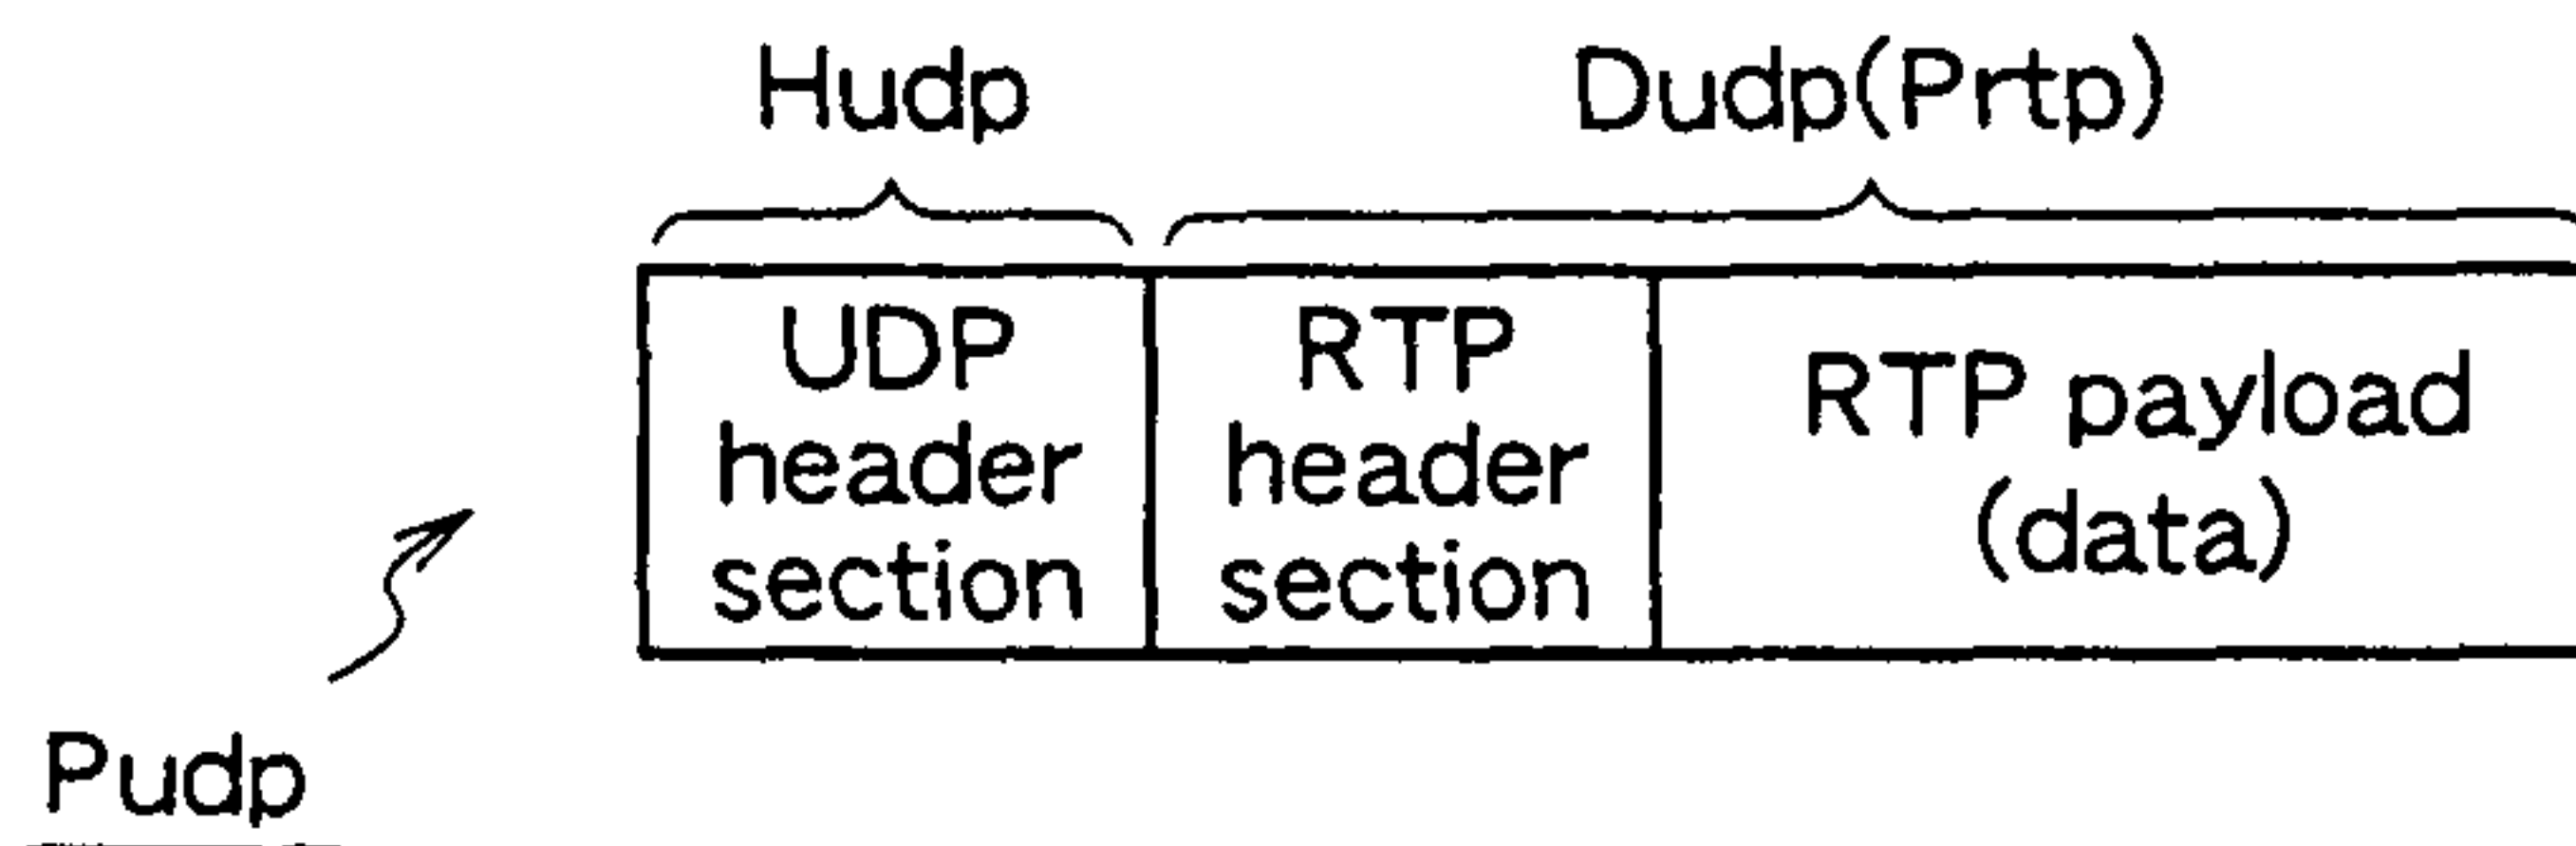 Hudp
Dudp(Prtp)
UDP
header
section
RTP
header
section
RTP payload
(data)
Pudp